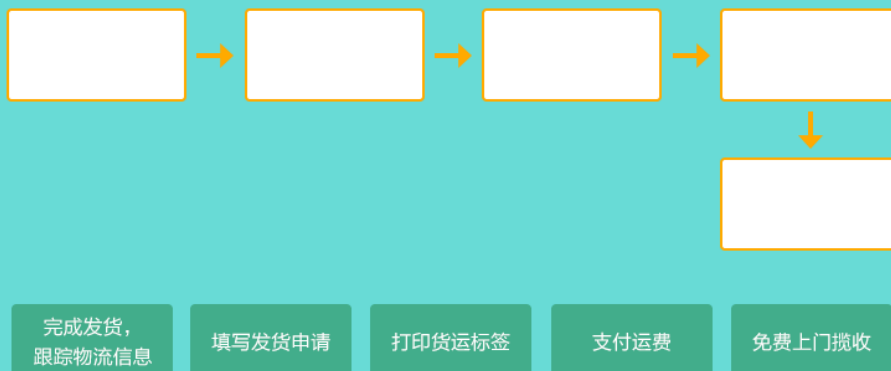 完成发货，
跟踪物流信息
填写发货申请
打印货运标签
支付运费
免费上门揽收